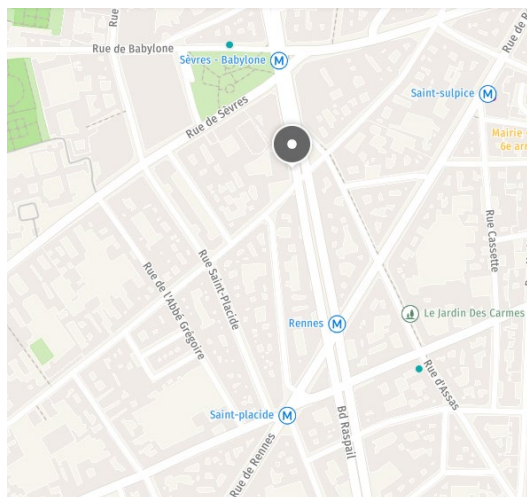 Rue de Babylone
Sèvres - Babylone
M
Rue
Rue de Sèvres
Saint-sulpice
M
Mairie
6e arr
Rue Cassette
Rue Saint-Placide
Rue de l'Abbé Grégoire
Rennes
M
Le Jardin Des Carmes
Rue d'Assas
Saint-placide
M
Bd Raspail
Rue de Rennes